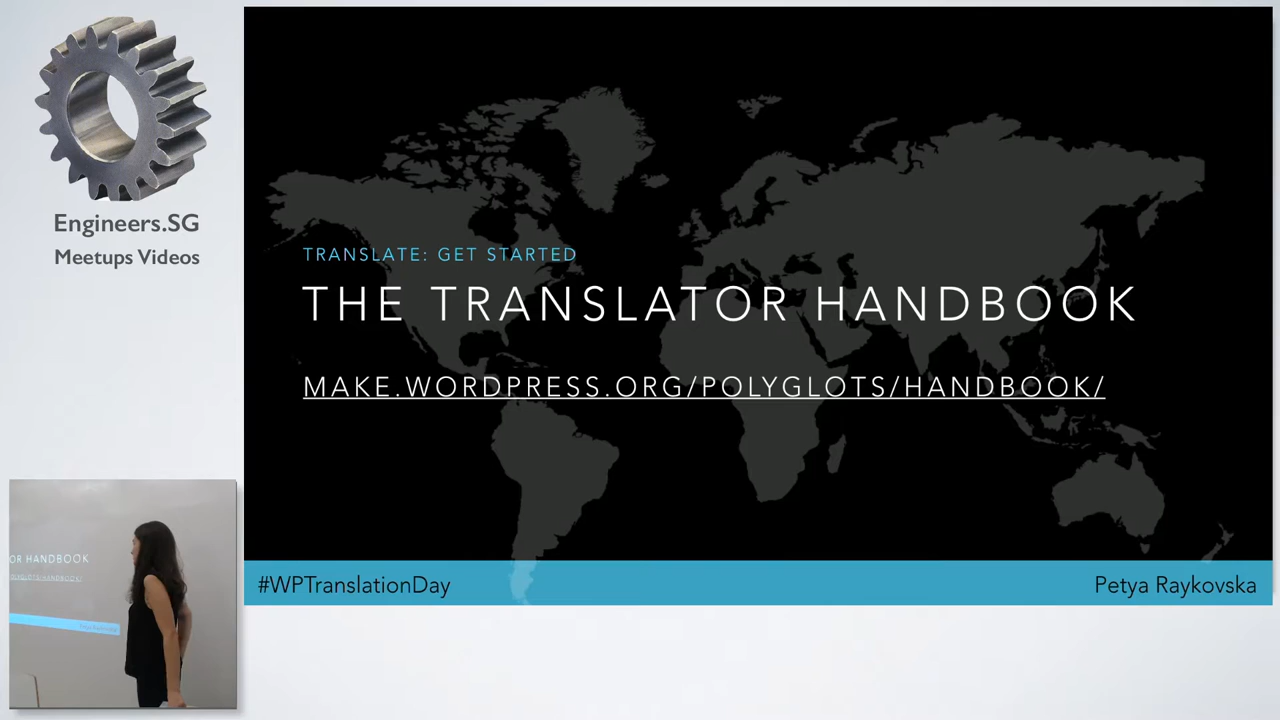 Engineers.SG
Meetups Videos
TRANSLATE: GET STARTED
THE TRANSLATOR HANDBOOK
MAKE.WORDPRESS.ORG/POLYGLOTS/HANDBOOK/
#WPTranslationDay
Petya Raykovska
OR HANDBOOK